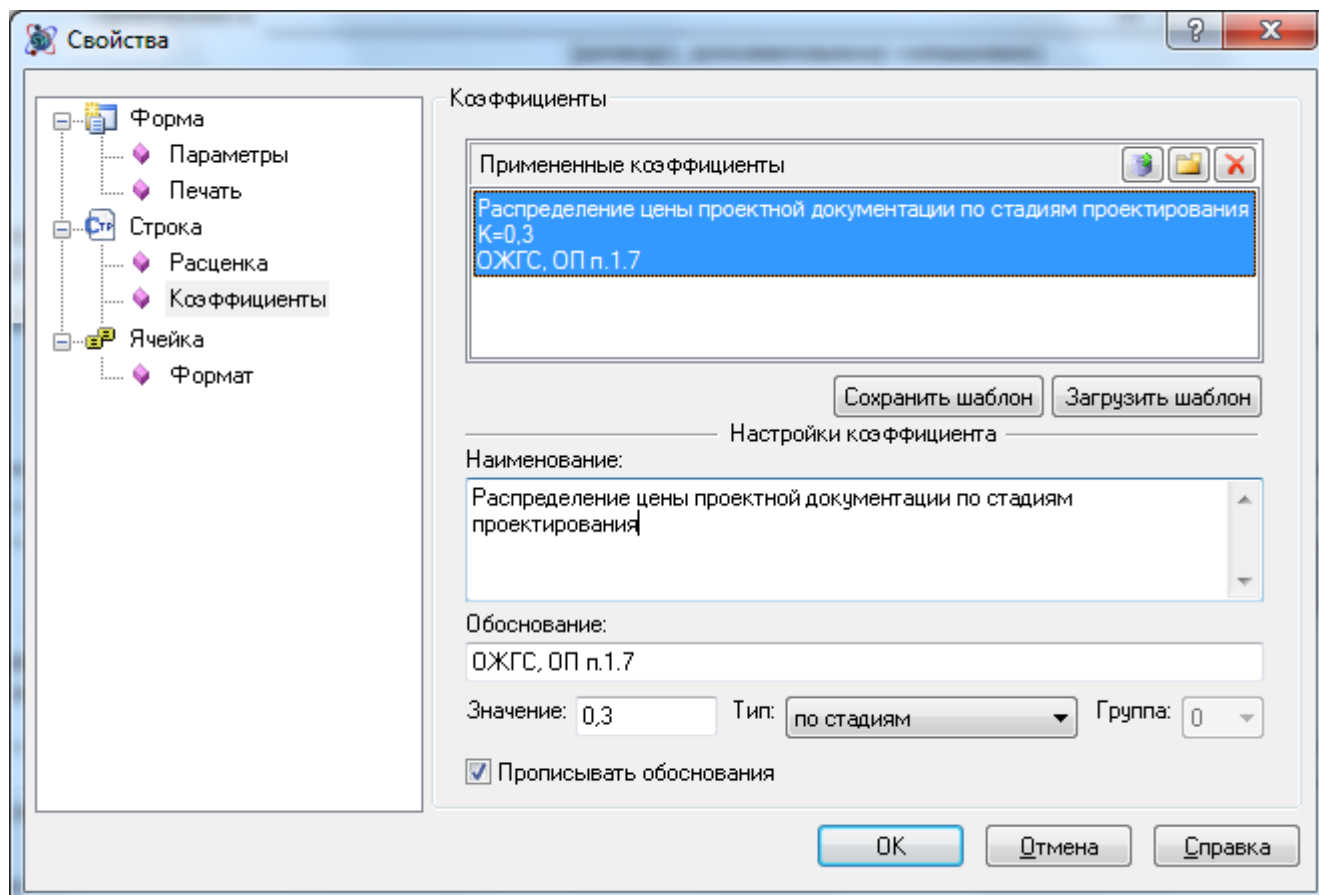 Свойства
Форма
Параметры
Печать
Стр Строка
Расценка
Коэффициенты
Ячейка
Формат
Коэффициенты
Примененные коэффициенты
Распределение цены проектной документации по стадиям проектирования
K=0,3
ОЖГС, ОП п.1.7
Сохранить шаблон Загрузить шаблон
Настройки коэффициента
Наименование:
Распределение цены проектной документации по стадиям
проектирования
Обоснование:
ОЖГС, ОП п.1.7
Значение: 0,3 Тип: по стадиям Группа: 0
Прописывать обоснования
OK Отмена Справка